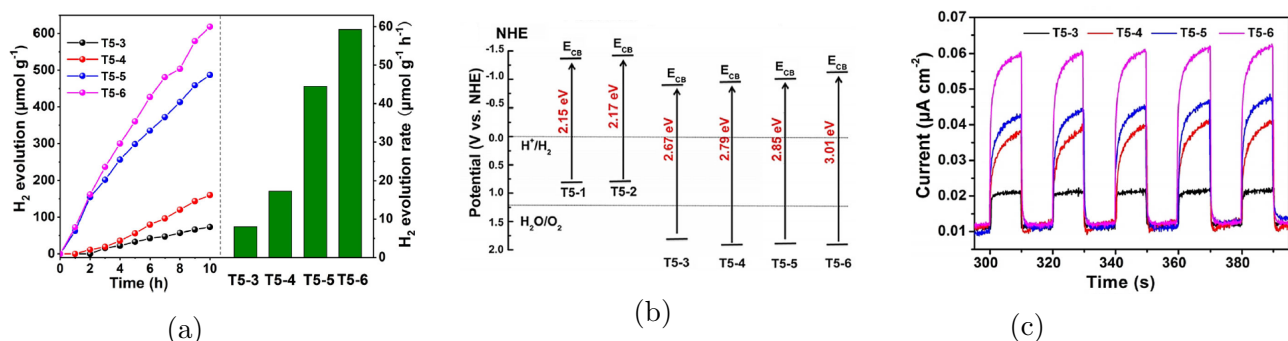 H₂ evolution (μmol g⁻¹)
600
500
400
300
200
100
0
T5-3
T5-4
T5-5
T5-6
0 2 4 6 8 10
Time (h)
T5-3 T5-4 T5-5 T5-6
60
50
40
30
20
10
0
H₂ evolution rate (μmol g⁻¹ h⁻¹)
(a)
NHE
Potential (V vs. NHE)
-1.5
-1.0
-0.5
0.0
0.5
1.0
1.5
2.0
E_CB E_CB E_CB E_CB E_CB E_CB
2.15 eV
2.17 eV
2.67 eV
2.79 eV
2.85 eV
3.01 eV
H⁺/H₂
T5-1 T5-2
H₂O/O₂
T5-3 T5-4 T5-5 T5-6
(b)
Current (μA cm⁻²)
0.07
0.06
0.05
0.04
0.03
0.02
0.01
T5-3 T5-4 T5-5 T5-6
300 320 340 360 380
Time (s)
(c)